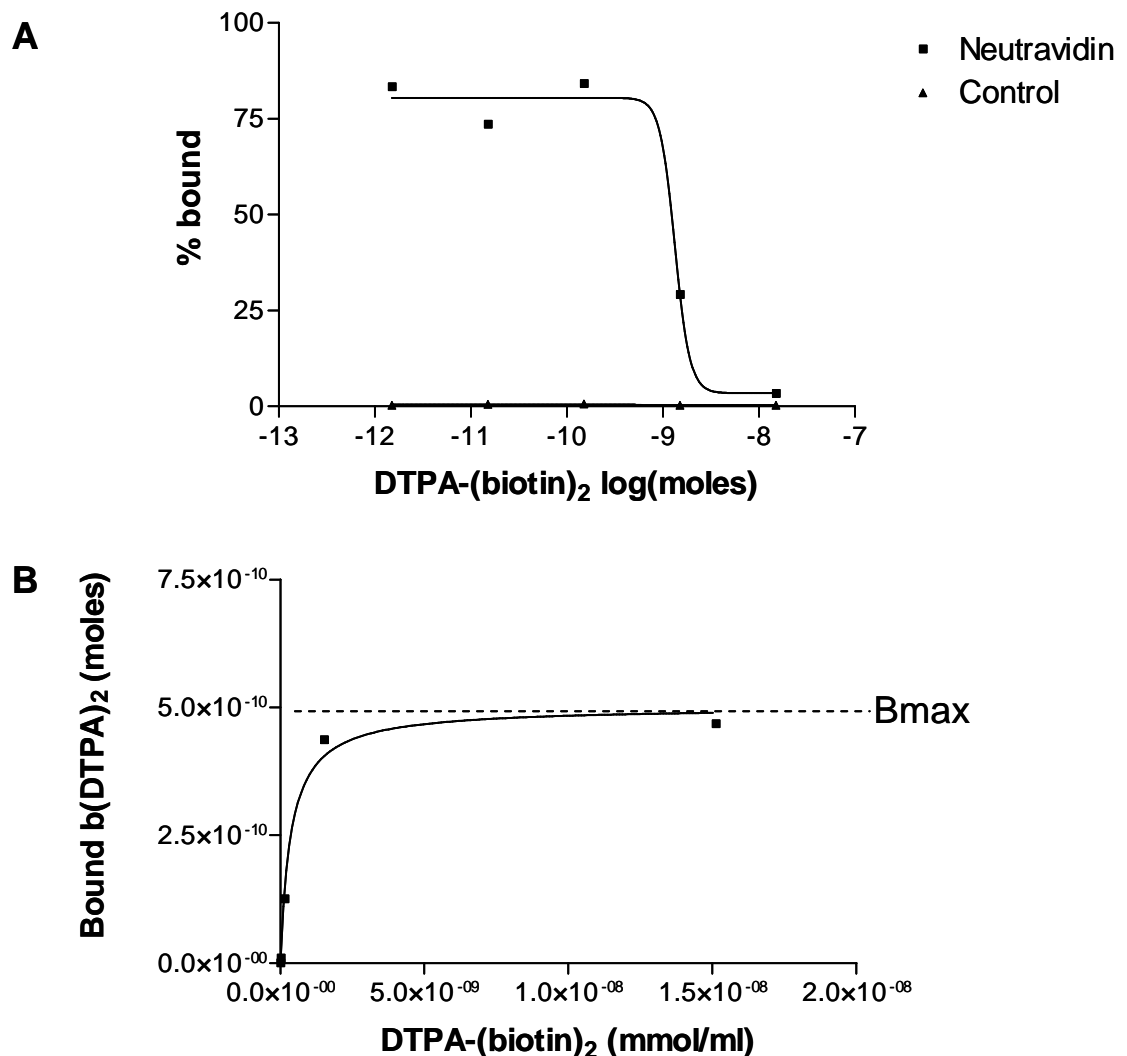 A
100
75
50
25
0
% bound
-13 -12 -11 -10 -9 -8 -7
DTPA-(biotin)₂ log(moles)
Neutravidin
Control
B
7.5×10⁻¹⁰
5.0×10⁻¹⁰
2.5×10⁻¹⁰
0.0×10⁻⁰⁰
Bound b(DTPA)₂ (moles)
Bmax
0.0×10⁻⁰⁰ 5.0×10⁻⁰⁹ 1.0×10⁻⁰⁸ 1.5×10⁻⁰⁸ 2.0×10⁻⁰⁸
DTPA-(biotin)₂ (mmol/ml)